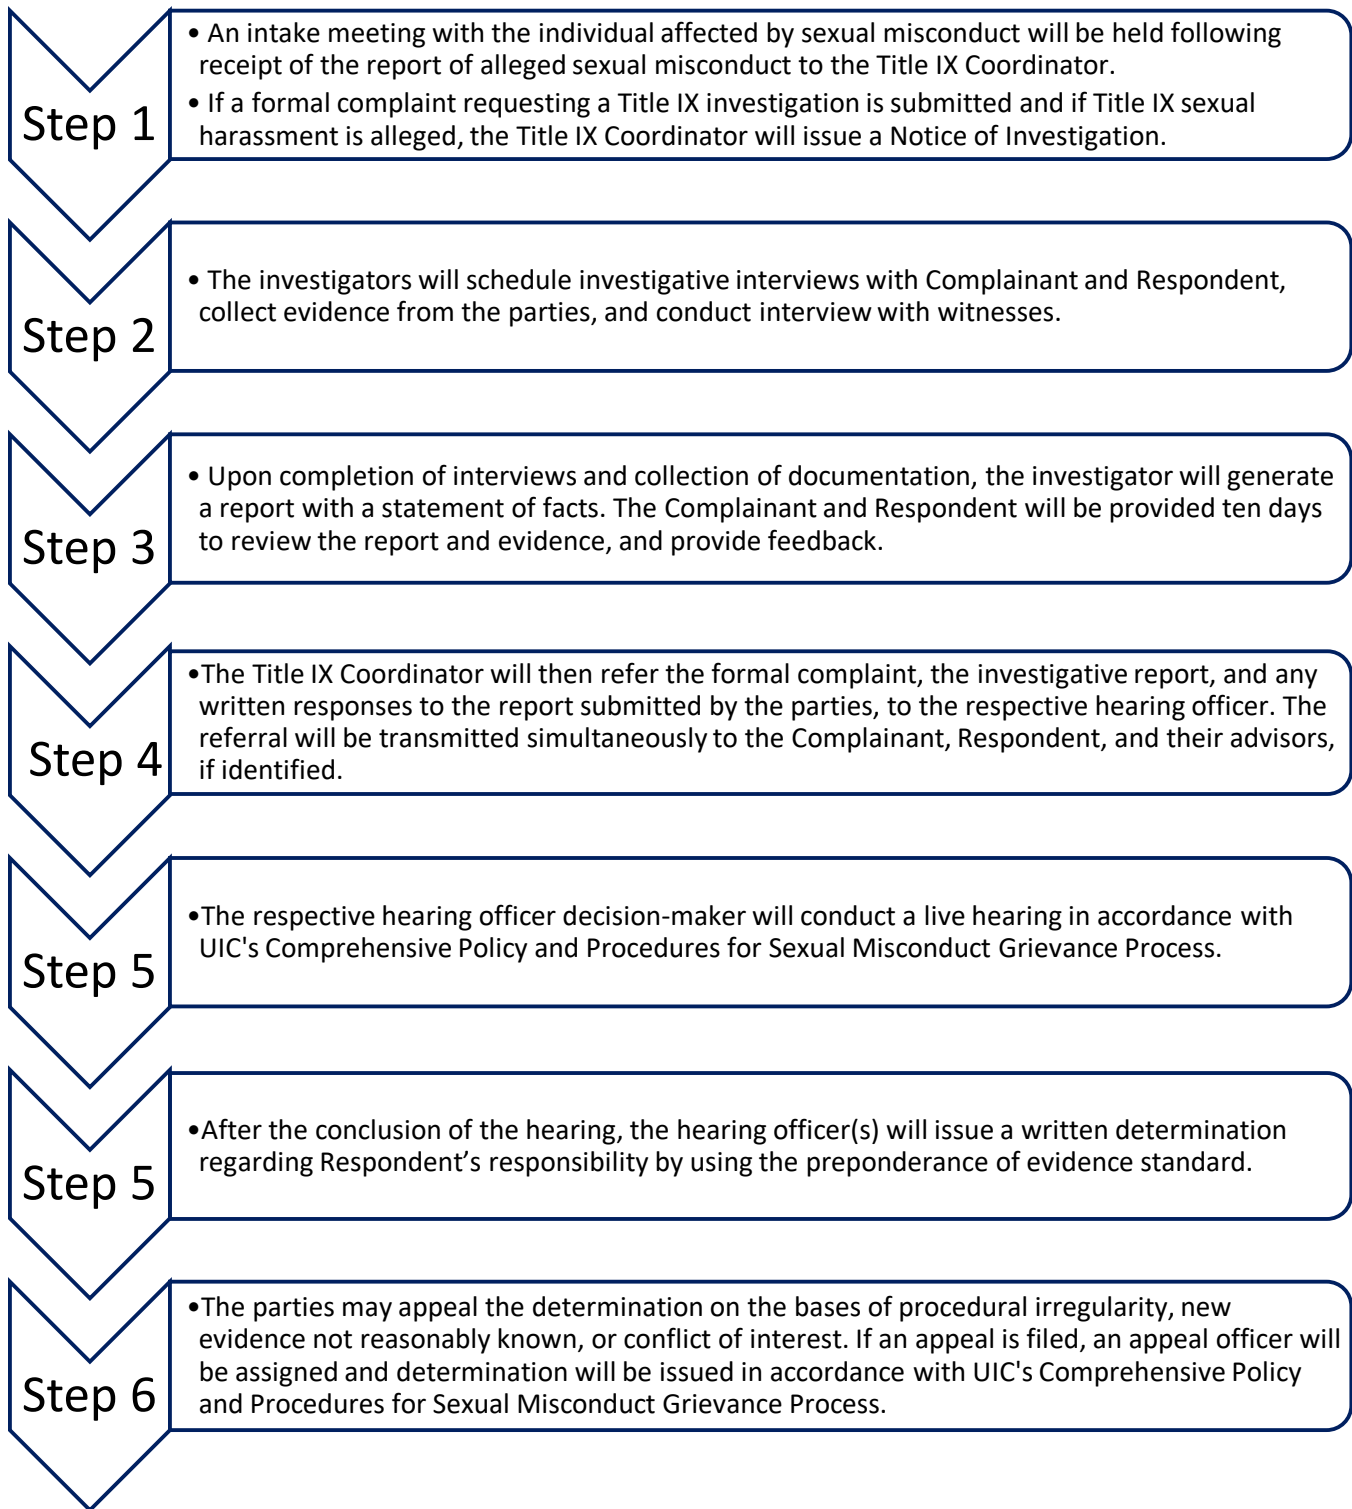 Step 1
• An intake meeting with the individual affected by sexual misconduct will be held following
receipt of the report of alleged sexual misconduct to the Title IX Coordinator.
• If a formal complaint requesting a Title IX investigation is submitted and if Title IX sexual
harassment is alleged, the Title IX Coordinator will issue a Notice of Investigation.
Step 2
• The investigators will schedule investigative interviews with Complainant and Respondent,
collect evidence from the parties, and conduct interview with witnesses.
Step 3
• Upon completion of interviews and collection of documentation, the investigator will generate
a report with a statement of facts. The Complainant and Respondent will be provided ten days
to review the report and evidence, and provide feedback.
Step 4
•The Title IX Coordinator will then refer the formal complaint, the investigative report, and any
written responses to the report submitted by the parties, to the respective hearing officer. The
referral will be transmitted simultaneously to the Complainant, Respondent, and their advisors,
if identified.
Step 5
•The respective hearing officer decision-maker will conduct a live hearing in accordance with
UIC's Comprehensive Policy and Procedures for Sexual Misconduct Grievance Process.
Step 5
•After the conclusion of the hearing, the hearing officer(s) will issue a written determination
regarding Respondent’s responsibility by using the preponderance of evidence standard.
Step 6
•The parties may appeal the determination on the bases of procedural irregularity, new
evidence not reasonably known, or conflict of interest. If an appeal is filed, an appeal officer will
be assigned and determination will be issued in accordance with UIC's Comprehensive Policy
and Procedures for Sexual Misconduct Grievance Process.